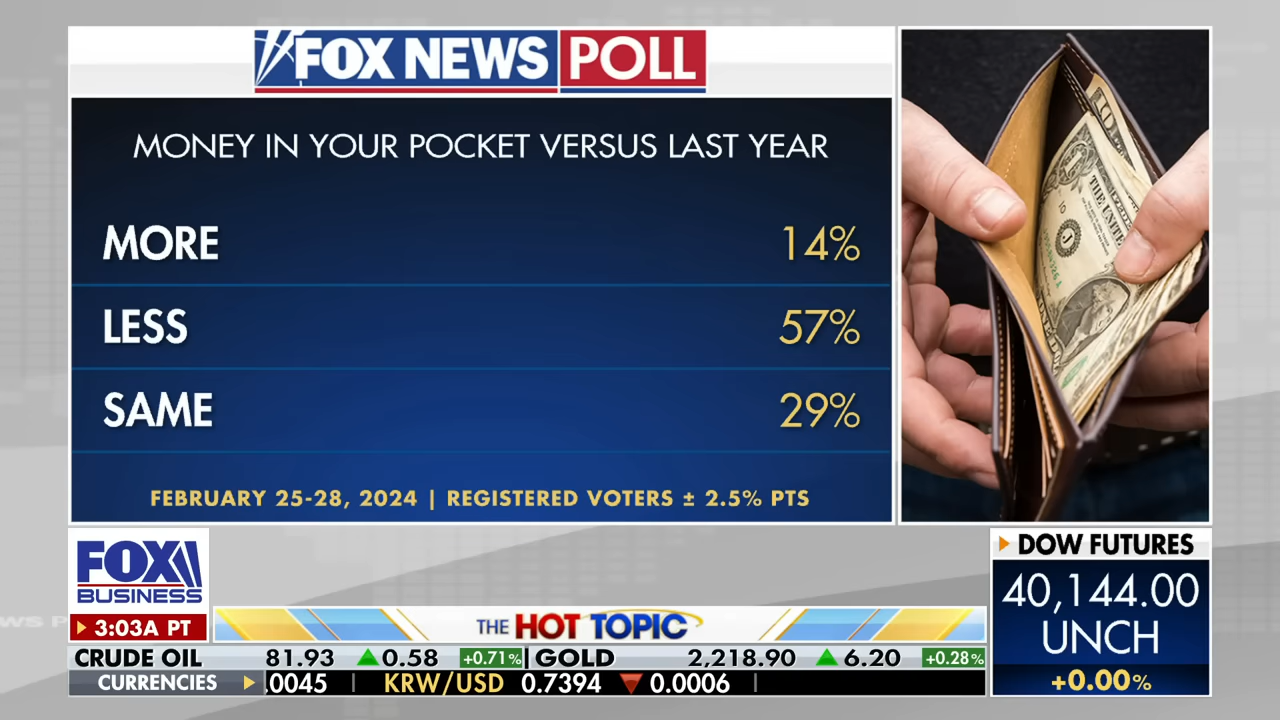 FOX NEWS POLL
MONEY IN YOUR POCKET VERSUS LAST YEAR
MORE 14%
LESS 57%
SAME 29%
FEBRUARY 25-28, 2024 | REGISTERED VOTERS ± 2.5% PTS
THE UNITE
FOX
BUSINESS
3:03A PT
THE HOT TOPIC
DOW FUTURES
40,144.00
UNCH
+0.00%
CRUDE OIL 81.93 ▲0.58 +0.71% | GOLD 2,218.90 ▲ 6.20 +0.28%
CURRENCIES .0045 | KRW/USD 0.7394 ▼ 0.0006 |